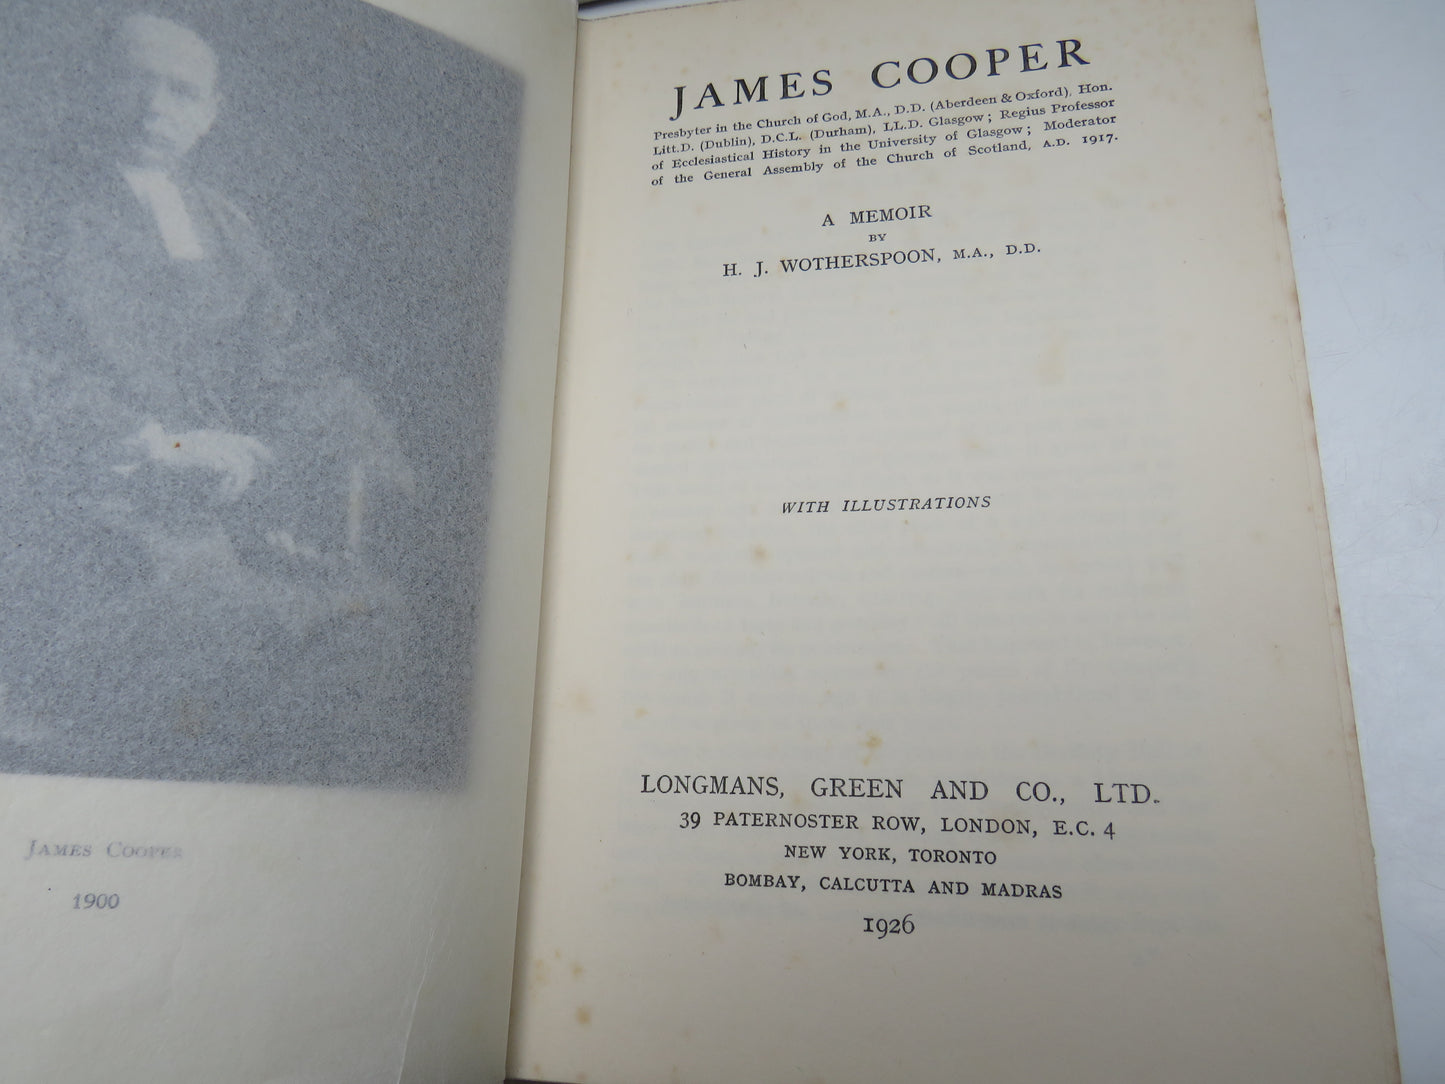 JAMES COOPER
1900
JAMES COOPER
Presbyter in the Church of God, M.A., D.D. (Aberdeen & Oxford), Hon.
Litt.D. (Dublin), D.C.L. (Durham), LL.D. Glasgow; Regius Professor
of Ecclesiastical History in the University of Glasgow; Moderator
of the General Assembly of the Church of Scotland, A.D. 1917.
A MEMOIR
BY
H. J. WOTHERSPOON, M.A., D.D.
WITH ILLUSTRATIONS
LONGMANS, GREEN AND CO., LTD.
39 PATERNOSTER ROW, LONDON, E.C. 4
NEW YORK, TORONTO
BOMBAY, CALCUTTA AND MADRAS
1926